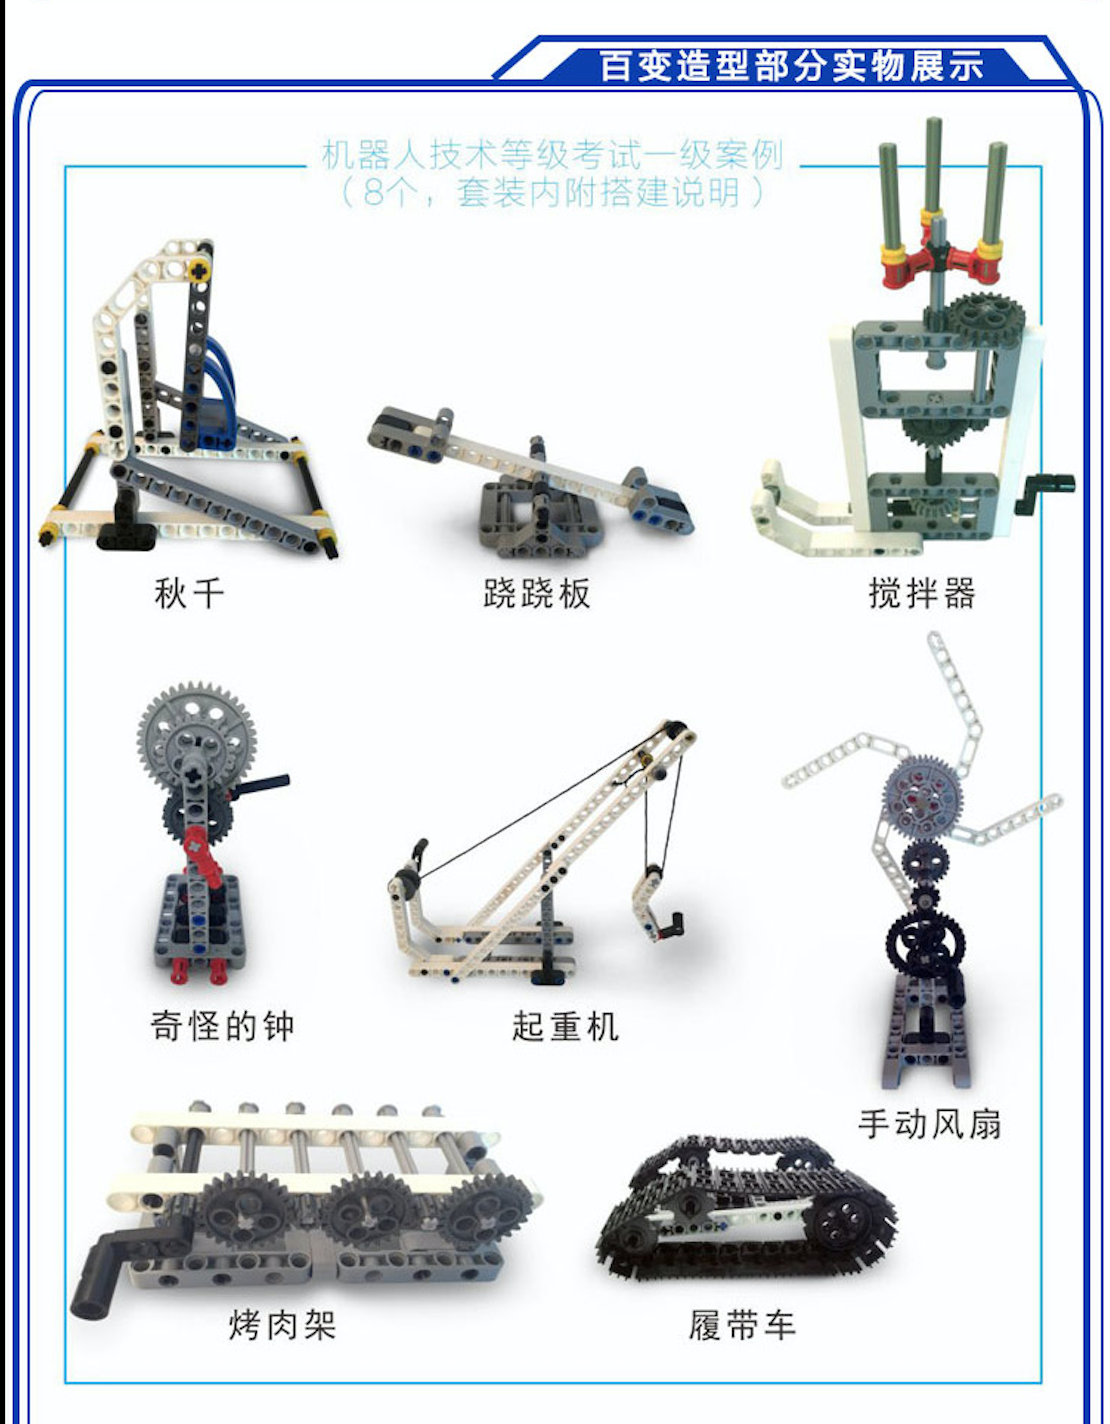 百变造型部分实物展示
机器人技术等级考试一级案例
（8个，套装内附搭建说明）
秋千
跷跷板
搅拌器
奇怪的钟
起重机
手动风扇
烤肉架
履带车